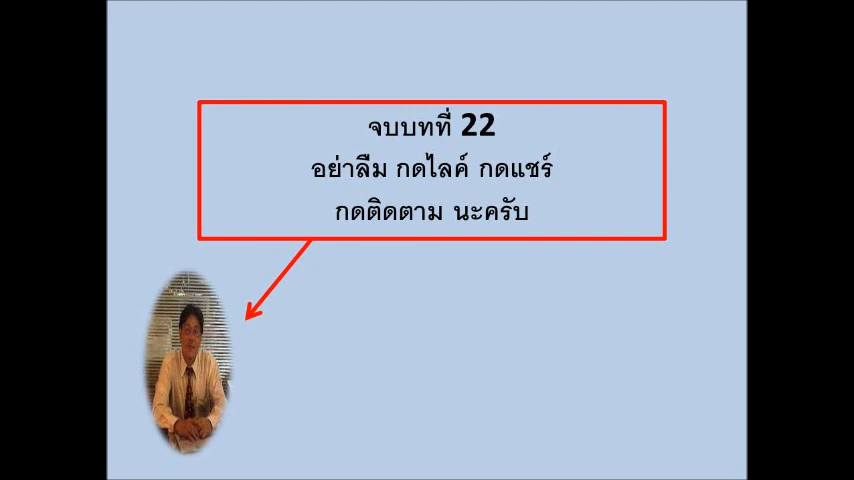 จบบทที่ 22
อย่าลืม กดไลค์ กดแชร์
กดติดตาม นะครับ